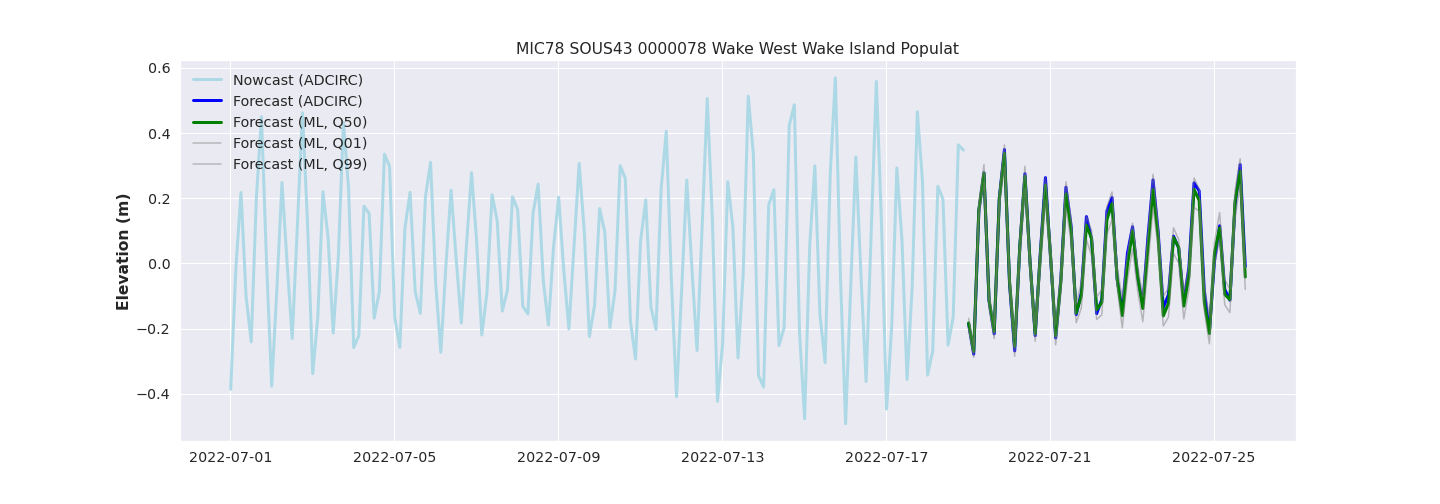 MIC78 SOUS43 0000078 Wake West Wake Island Populat
0.6
0.4
0.2
0.0
−0.2
−0.4
Elevation (m)
Nowcast (ADCIRC)
Forecast (ADCIRC)
Forecast (ML, Q50)
Forecast (ML, Q01)
Forecast (ML, Q99)
2022-07-01 2022-07-05 2022-07-09 2022-07-13 2022-07-17 2022-07-21 2022-07-25